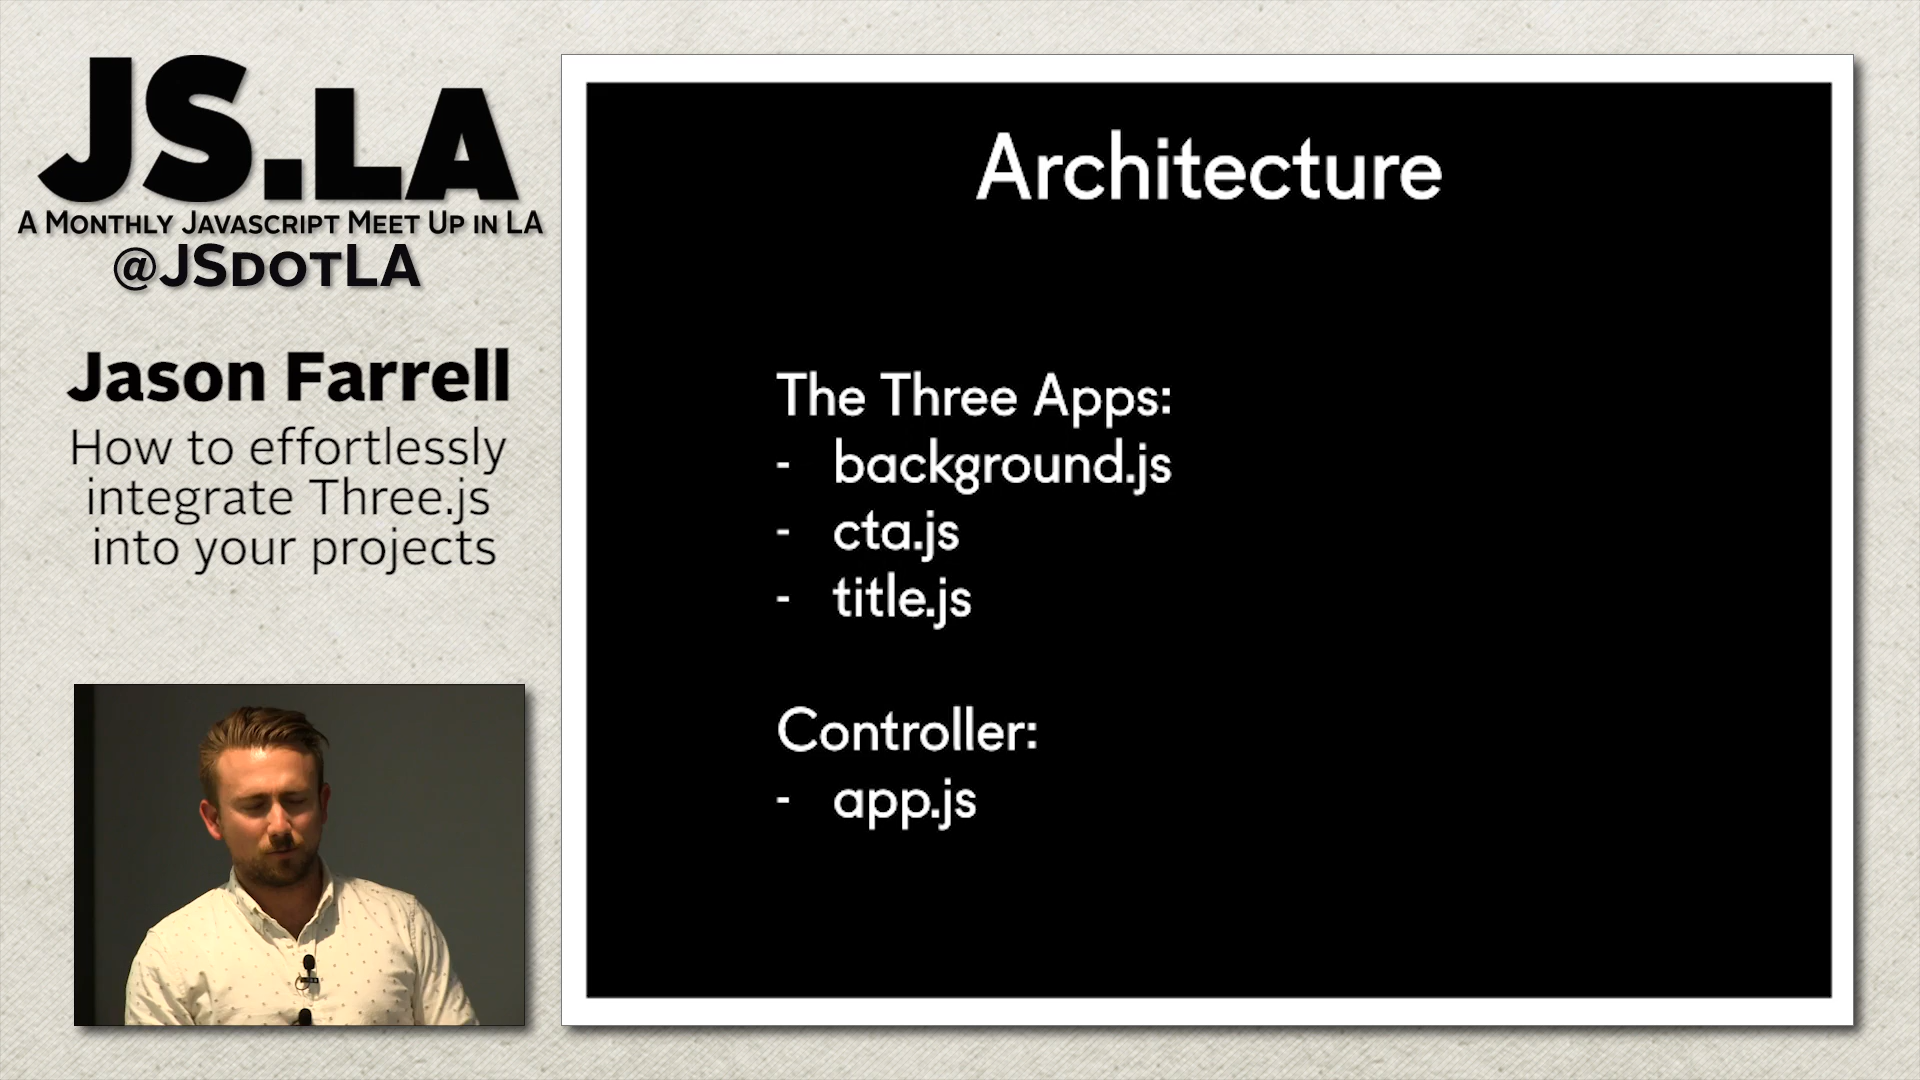 JS.LA
A Monthly Javascript Meet Up in LA
@JSdotLA
Jason Farrell
How to effortlessly
integrate Three.js
into your projects
Architecture
The Three Apps:
- background.js
- cta.js
- title.js
Controller:
- app.js